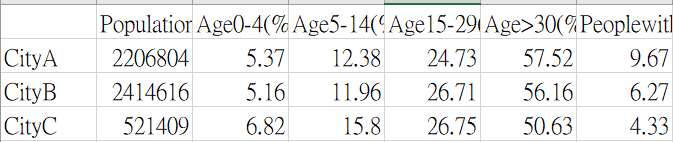 Population Age0-4(% Age5-14(% Age15-29( Age>30(% Peoplewitl
CityA 2206804 5.37 12.38 24.73 57.52 9.67
CityB 2414616 5.16 11.96 26.71 56.16 6.27
CityC 521409 6.82 15.8 26.75 50.63 4.33